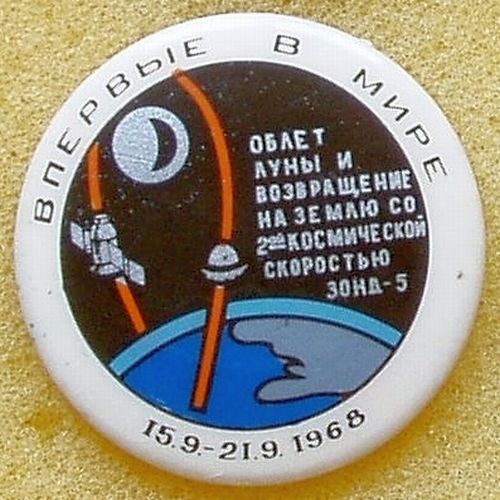 ВПЕРВЫЕ В МИРЕ
ОБЛЕТ
ЛУНЫ И
ВОЗВРАЩЕНИЕ
НА ЗЕМЛЮ СО
2ой КОСМИЧЕСКОЙ
СКОРОСТЬЮ
ЗОНД-5
15.9.-21.9.1968